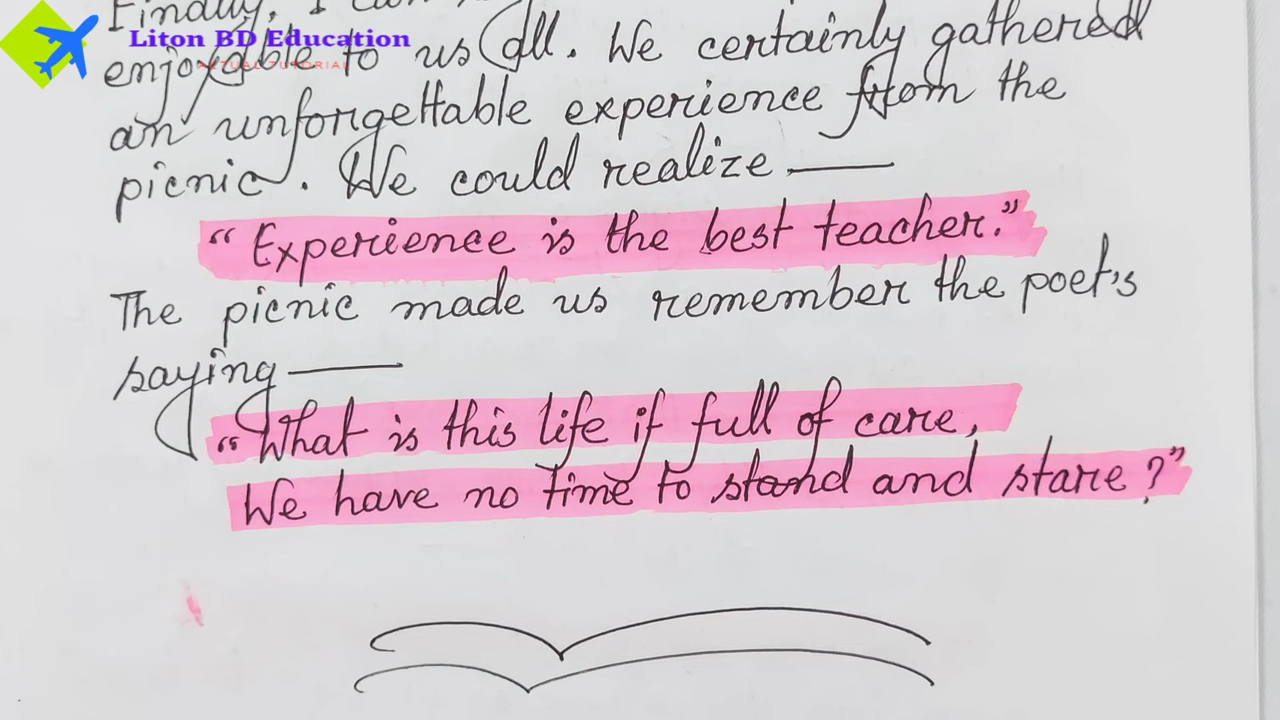 Finally, I can
Liton BD Education
enjoyable to us all. We certainly gathered
an unforgettable experience from the
picnic. We could realize —
“Experience is the best teacher.”
The picnic made us remember the poet's
saying —
“What is this life if full of care,
We have no time to stand and stare?”